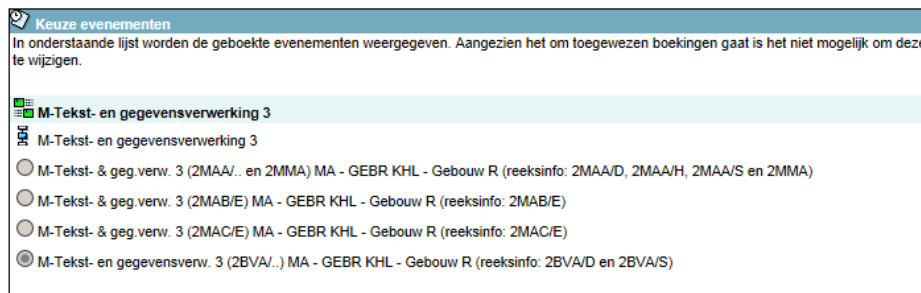 Keuze evenementen
In onderstaande lijst worden de geboekte evenementen weergegeven. Aangezien het om toegewezen boekingen gaat is het niet mogelijk om deze
te wijzigen.
M-Tekst- en gegevensverwerking 3
M-Tekst- en gegevensverwerking 3
M-Tekst- & geg.verw. 3 (2MAA/.. en 2MMA) MA - GEBR KHL - Gebouw R (reeksinfo: 2MAA/D, 2MAA/H, 2MAA/S en 2MMA)
M-Tekst- & geg.verw. 3 (2MAB/E) MA - GEBR KHL - Gebouw R (reeksinfo: 2MAB/E)
M-Tekst- & geg.verw. 3 (2MAC/E) MA - GEBR KHL - Gebouw R (reeksinfo: 2MAC/E)
M-Tekst- en gegevensverw. 3 (2BVA/..) MA - GEBR KHL - Gebouw R (reeksinfo: 2BVA/D en 2BVA/S)